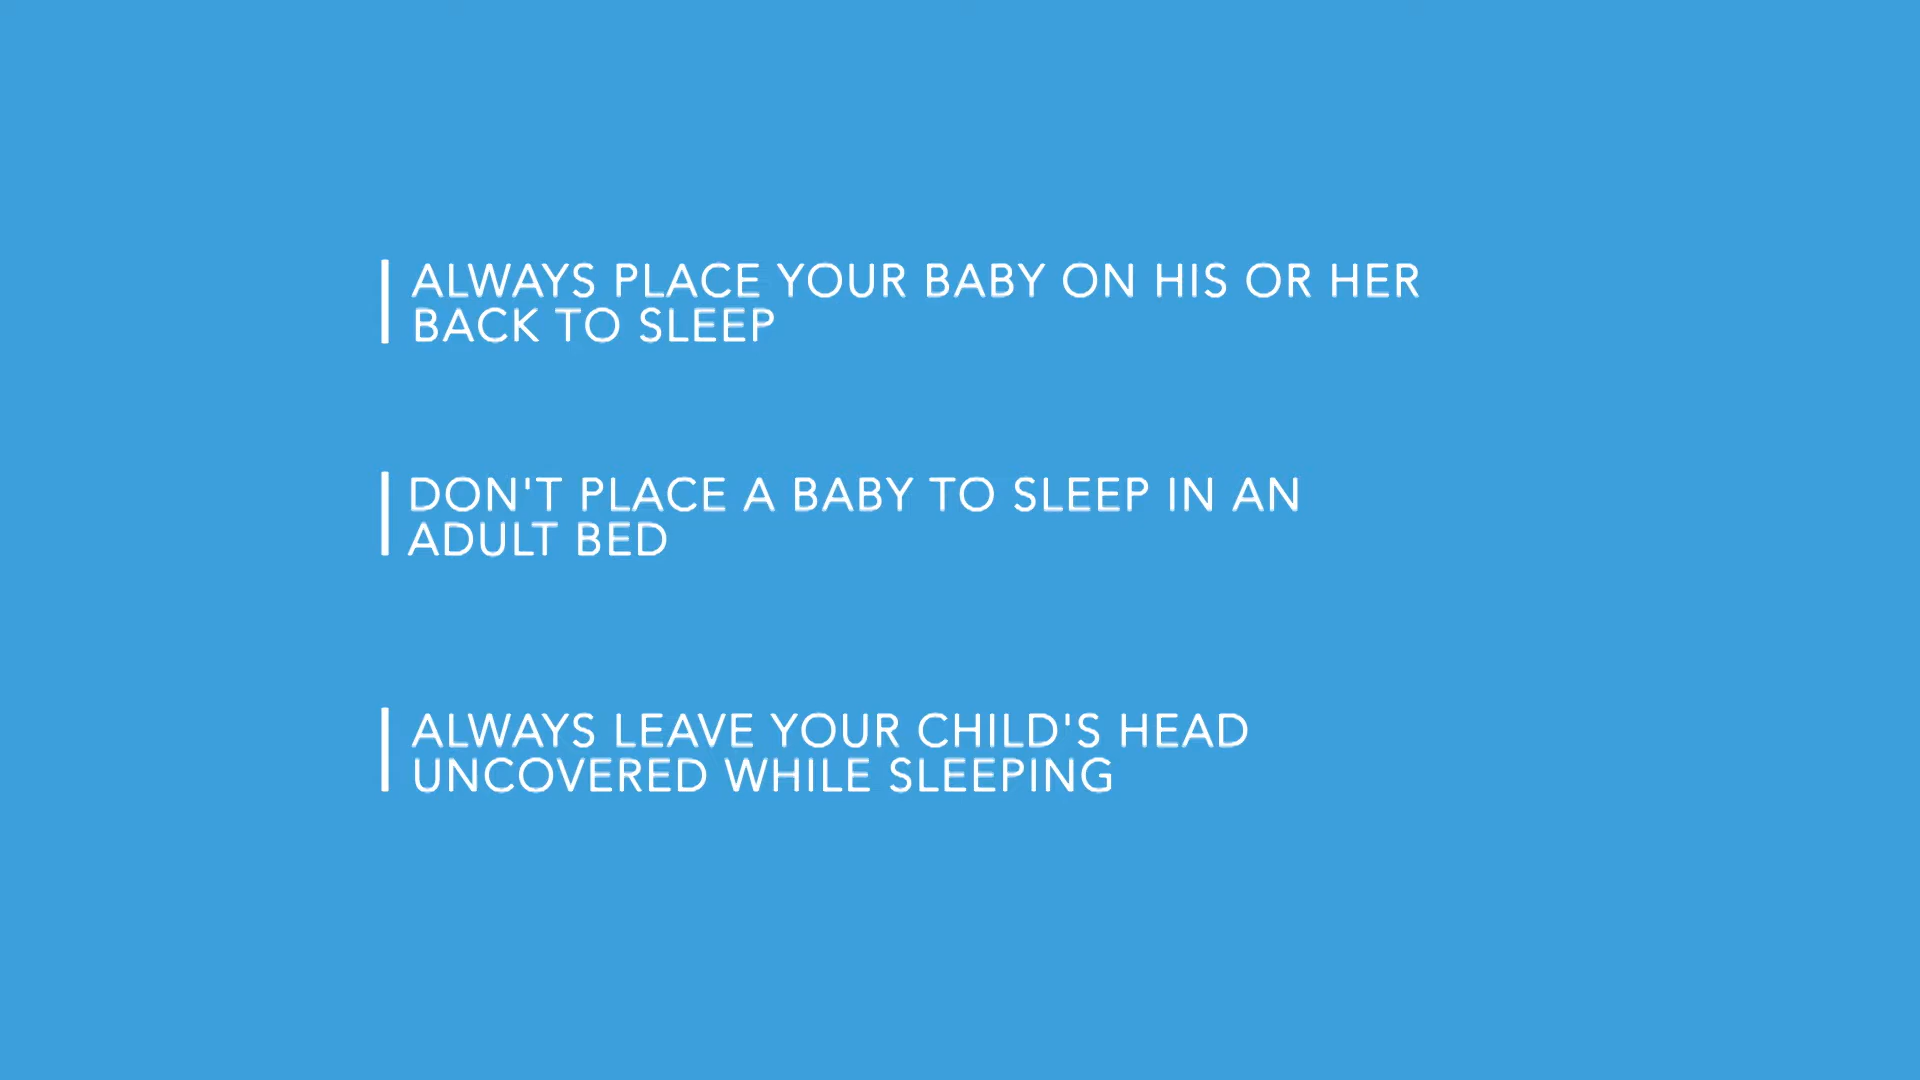 ALWAYS PLACE YOUR BABY ON HIS OR HER
BACK TO SLEEP
DON'T PLACE A BABY TO SLEEP IN AN
ADULT BED
ALWAYS LEAVE YOUR CHILD'S HEAD
UNCOVERED WHILE SLEEPING